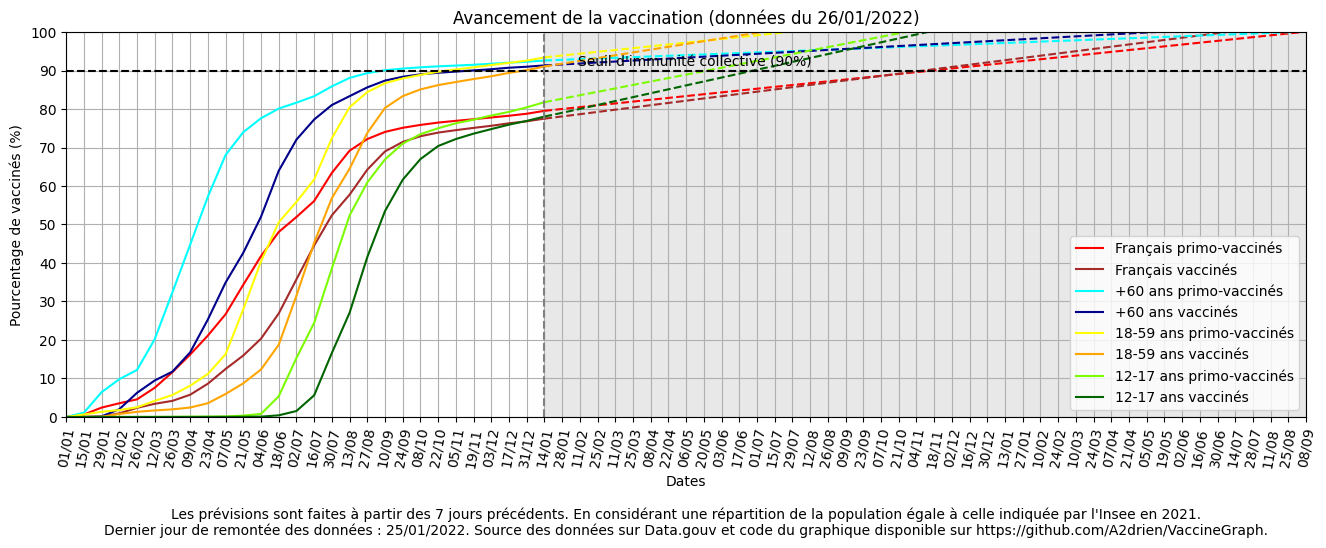 Avancement de la vaccination (données du 26/01/2022)
Pourcentage de vaccinés (%)
100
90
80
70
60
50
40
30
20
10
0
Seuil d'immunité collective (90%)
Français primo-vaccinés
Français vaccinés
+60 ans primo-vaccinés
+60 ans vaccinés
18-59 ans primo-vaccinés
18-59 ans vaccinés
12-17 ans primo-vaccinés
12-17 ans vaccinés
01/01 15/01 29/01 12/02 26/02 12/03 26/03 09/04 23/04 07/05 21/05 04/06 18/06 02/07 16/07 30/07 13/08 27/08 10/09 24/09 08/10 22/10 05/11 19/11 03/12 17/12 31/12 14/01 28/01 11/02 25/02 11/03 25/03 08/04 22/04 06/05 20/05 03/06 17/06 01/07 15/07 29/07 12/08 26/08 09/09 23/09 07/10 21/10 04/11 18/11 02/12 16/12 30/12 13/01 27/01 10/02 24/02 10/03 24/03 07/04 21/04 05/05 19/05 02/06 16/06 30/06 14/07 28/07 11/08 25/08 08/09
Dates
Les prévisions sont faites à partir des 7 jours précédents. En considérant une répartition de la population égale à celle indiquée par l'Insee en 2021.
Dernier jour de remontée des données : 25/01/2022. Source des données sur Data.gouv et code du graphique disponible sur https://github.com/A2drien/VaccineGraph.